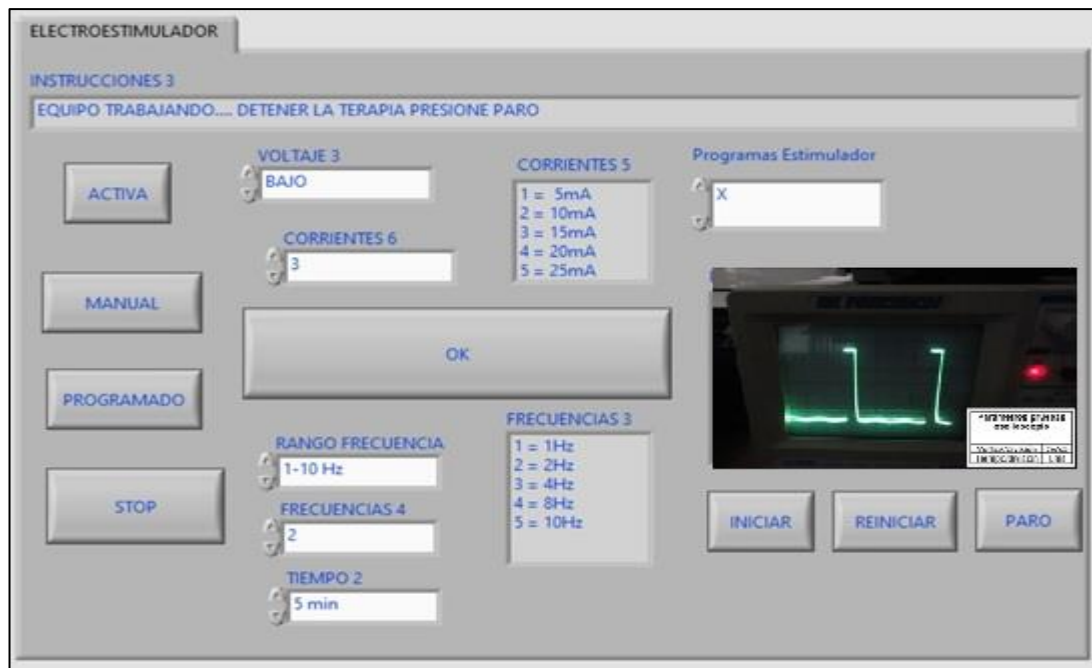 ELECTROESTIMULADOR
INSTRUCCIONES 3
EQUIPO TRABAJANDO.... DETENER LA TERAPIA PRESIONE PARO
ACTIVA
MANUAL
PROGRAMADO
STOP
VOLTAJE 3
BAJO
CORRIENTES 6
3
CORRIENTES 5
1 = 5mA
2 = 10mA
3 = 15mA
4 = 20mA
5 = 25mA
Programas Estimulador
X
OK
RANGO FRECUENCIA
1-10 Hz
FRECUENCIAS 4
2
TIEMPO 2
5 min
FRECUENCIAS 3
1 = 1Hz
2 = 2Hz
3 = 4Hz
4 = 8Hz
5 = 10Hz
BK PRECISION
INICIAR
REINICIAR
PARO